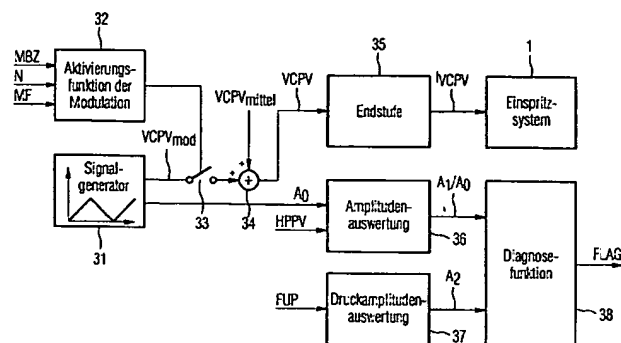 32
MBZ
N
MF
Aktivierungs-
funktion der
Modulation
VCPVmod
VCPVmittel
+
+
+
33
34
VCPV
35
Endstufe
IVCPV
1
Einspritz-
system
Signal-
generator
31
A0
HPPV
Amplituden-
auswertung
36
A1/A0
FUP
Druckamplituden-
auswertung
37
A2
Diagnose-
funktion
38
FLAG